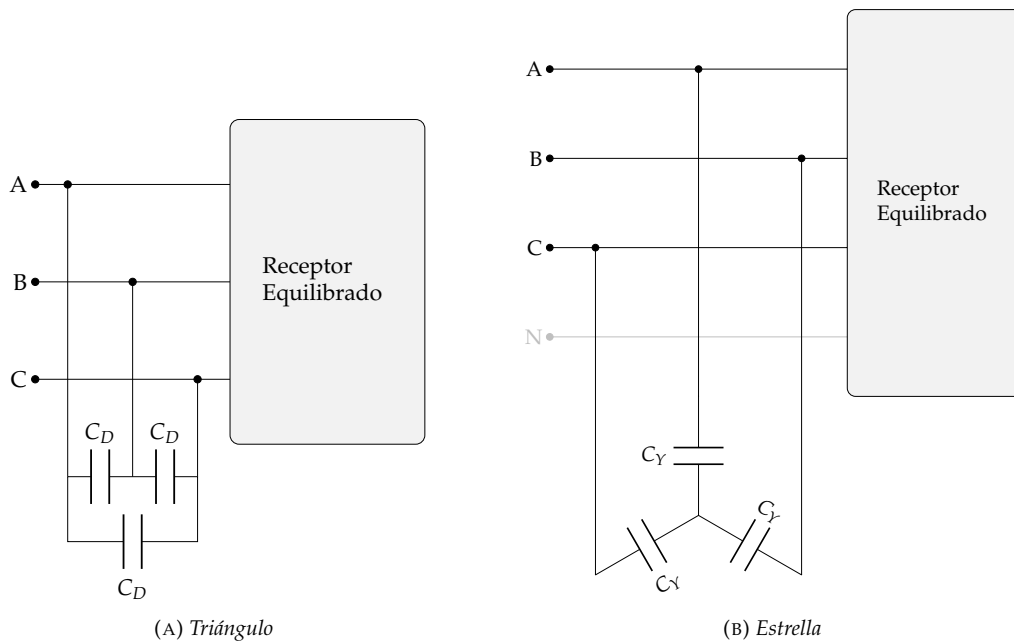 A
B
C
Receptor
Equilibrado
C_D
C_D
C_D
(A) Triángulo
A
B
C
N
Receptor
Equilibrado
C_Y
C_Y
C_Y
(B) Estrella